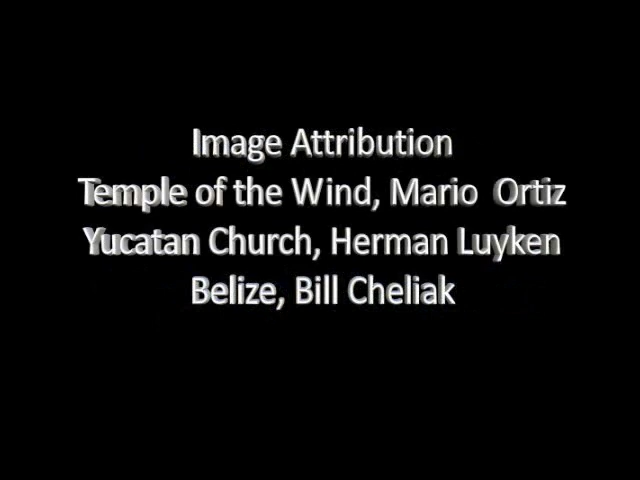 Image Attribution
Temple of the Wind, Mario Ortiz
Yucatan Church, Herman Luyken
Belize, Bill Cheliak